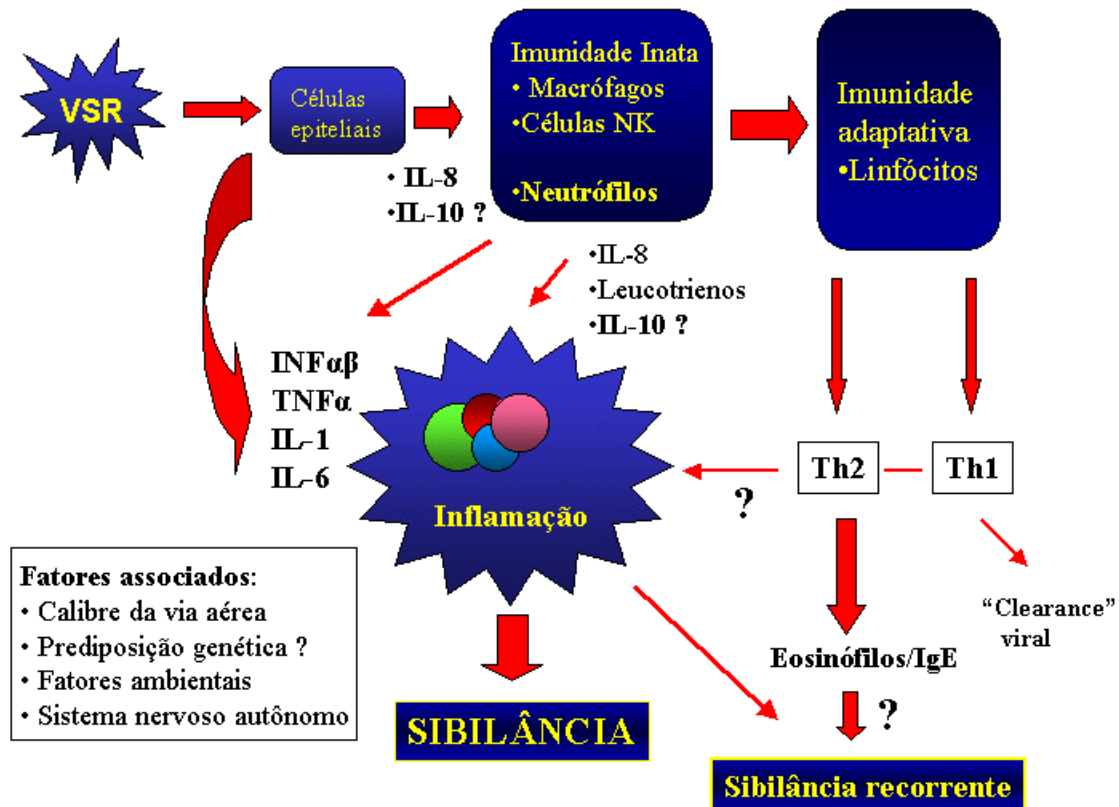 VSR
Células
epiteliais
• IL-8
•IL-10 ?
Imunidade Inata
• Macrófagos
•Células NK
•Neutrófilos
Imunidade
adaptativa
•Linfócitos
•IL-8
•Leucotrienos
•IL-10 ?
INFαβ
TNFα
IL-1
IL-6
Inflamação
Th2
Th1
?
"Clearance"
viral
Eosinófilos/IgE
?
Fatores associados:
• Calibre da via aérea
• Prediposição genética ?
• Fatores ambientais
• Sistema nervoso autônomo
SIBILÂNCIA
Sibilância recorrente